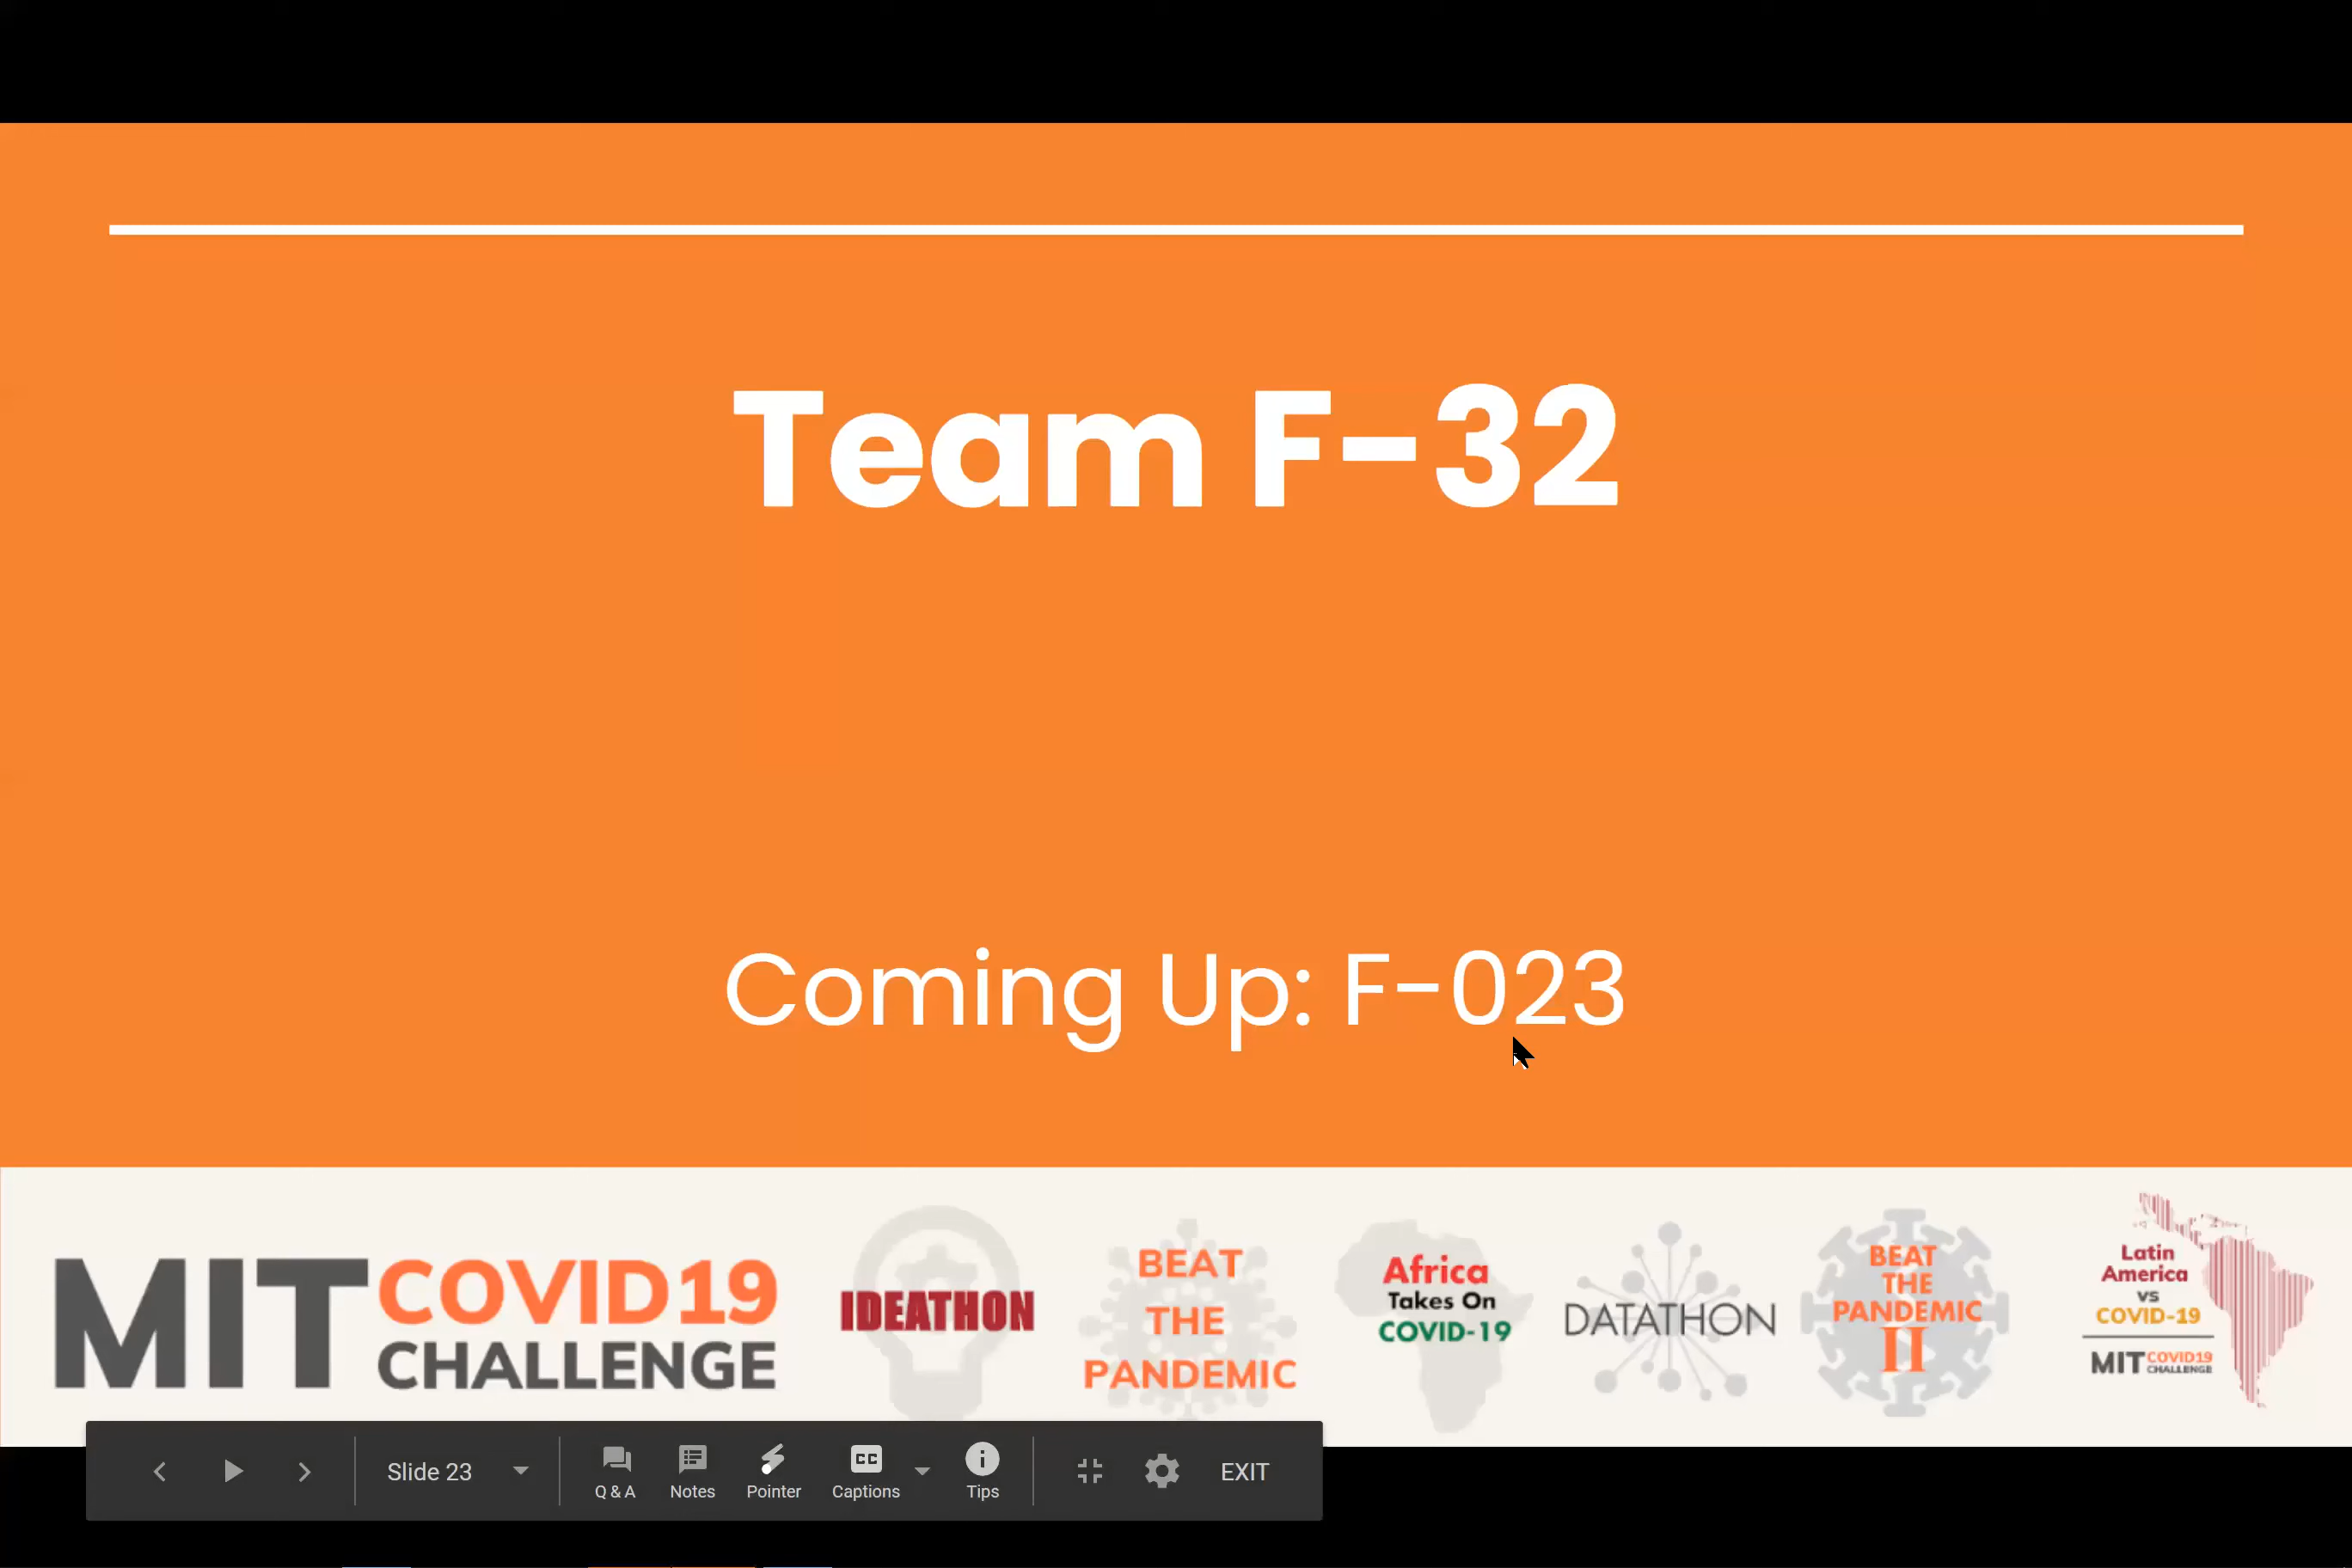 Team F-32
Coming Up: F-023
MIT COVID19
CHALLENGE
IDEATHON
BEAT
THE
PANDEMIC
Africa
Takes On
COVID-19
DATATHON
BEAT
THE
PANDEMIC
II
Latin
America
vs
COVID-19
MIT COVID19
CHALLENGE
Slide 23
Q & A
Notes
Pointer
CC
Captions
Tips
EXIT